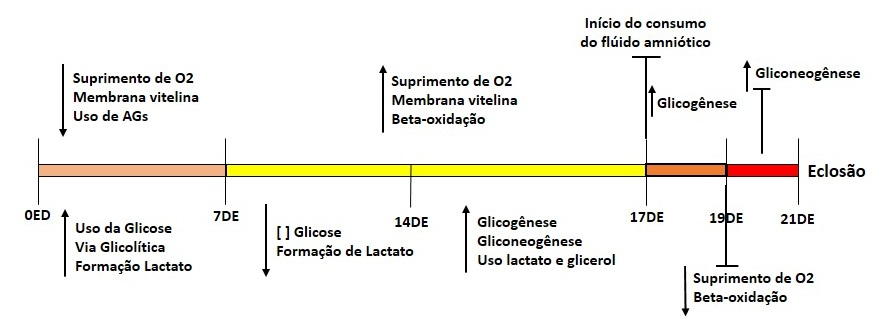 Início do consumo
do flúido amniótico
Suprimento de O2
Membrana vitelina
Uso de AGs
Suprimento de O2
Membrana vitelina
Beta-oxidação
Glicogênese
Gliconeogênese
Eclosão
0ED
7DE
14DE
17DE
19DE
21DE
Uso da Glicose
Via Glicolítica
Formação Lactato
[ ] Glicose
Formação de Lactato
Glicogênese
Gliconeogênese
Uso lactato e glicerol
Suprimento de O2
Beta-oxidação